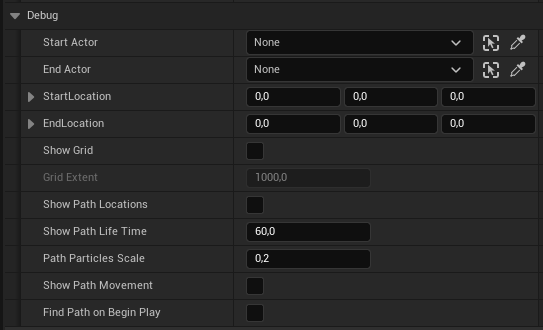 Debug
Start Actor None
End Actor None
StartLocation 0,0 0,0 0,0
EndLocation 0,0 0,0 0,0
Show Grid
Grid Extent 1000,0
Show Path Locations
Show Path Life Time 60,0
Path Particles Scale 0,2
Show Path Movement
Find Path on Begin Play